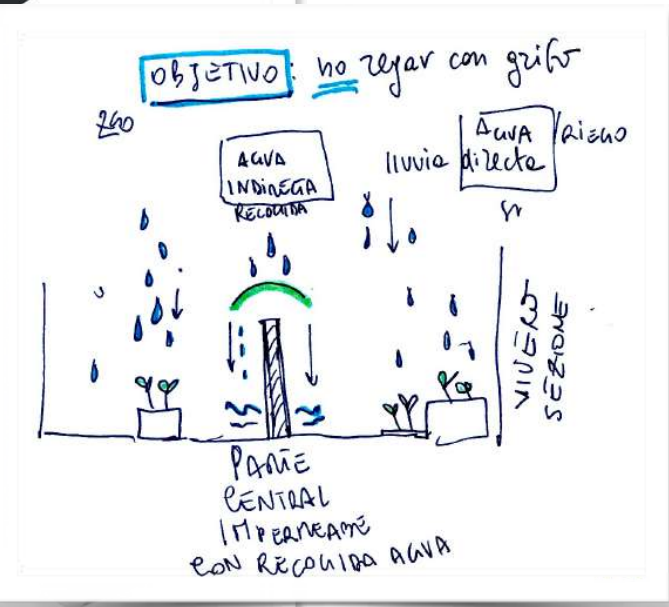 OBJETIVO: no regar con grifo
AGUA
INDIRECTA
RECOGIDA
lluvia
AGUA
directa
RIEGO
VIVERO
SEZIONE
PARTE
CENTRAL
IMPERMEABLE
CON RECOGIDA AGUA